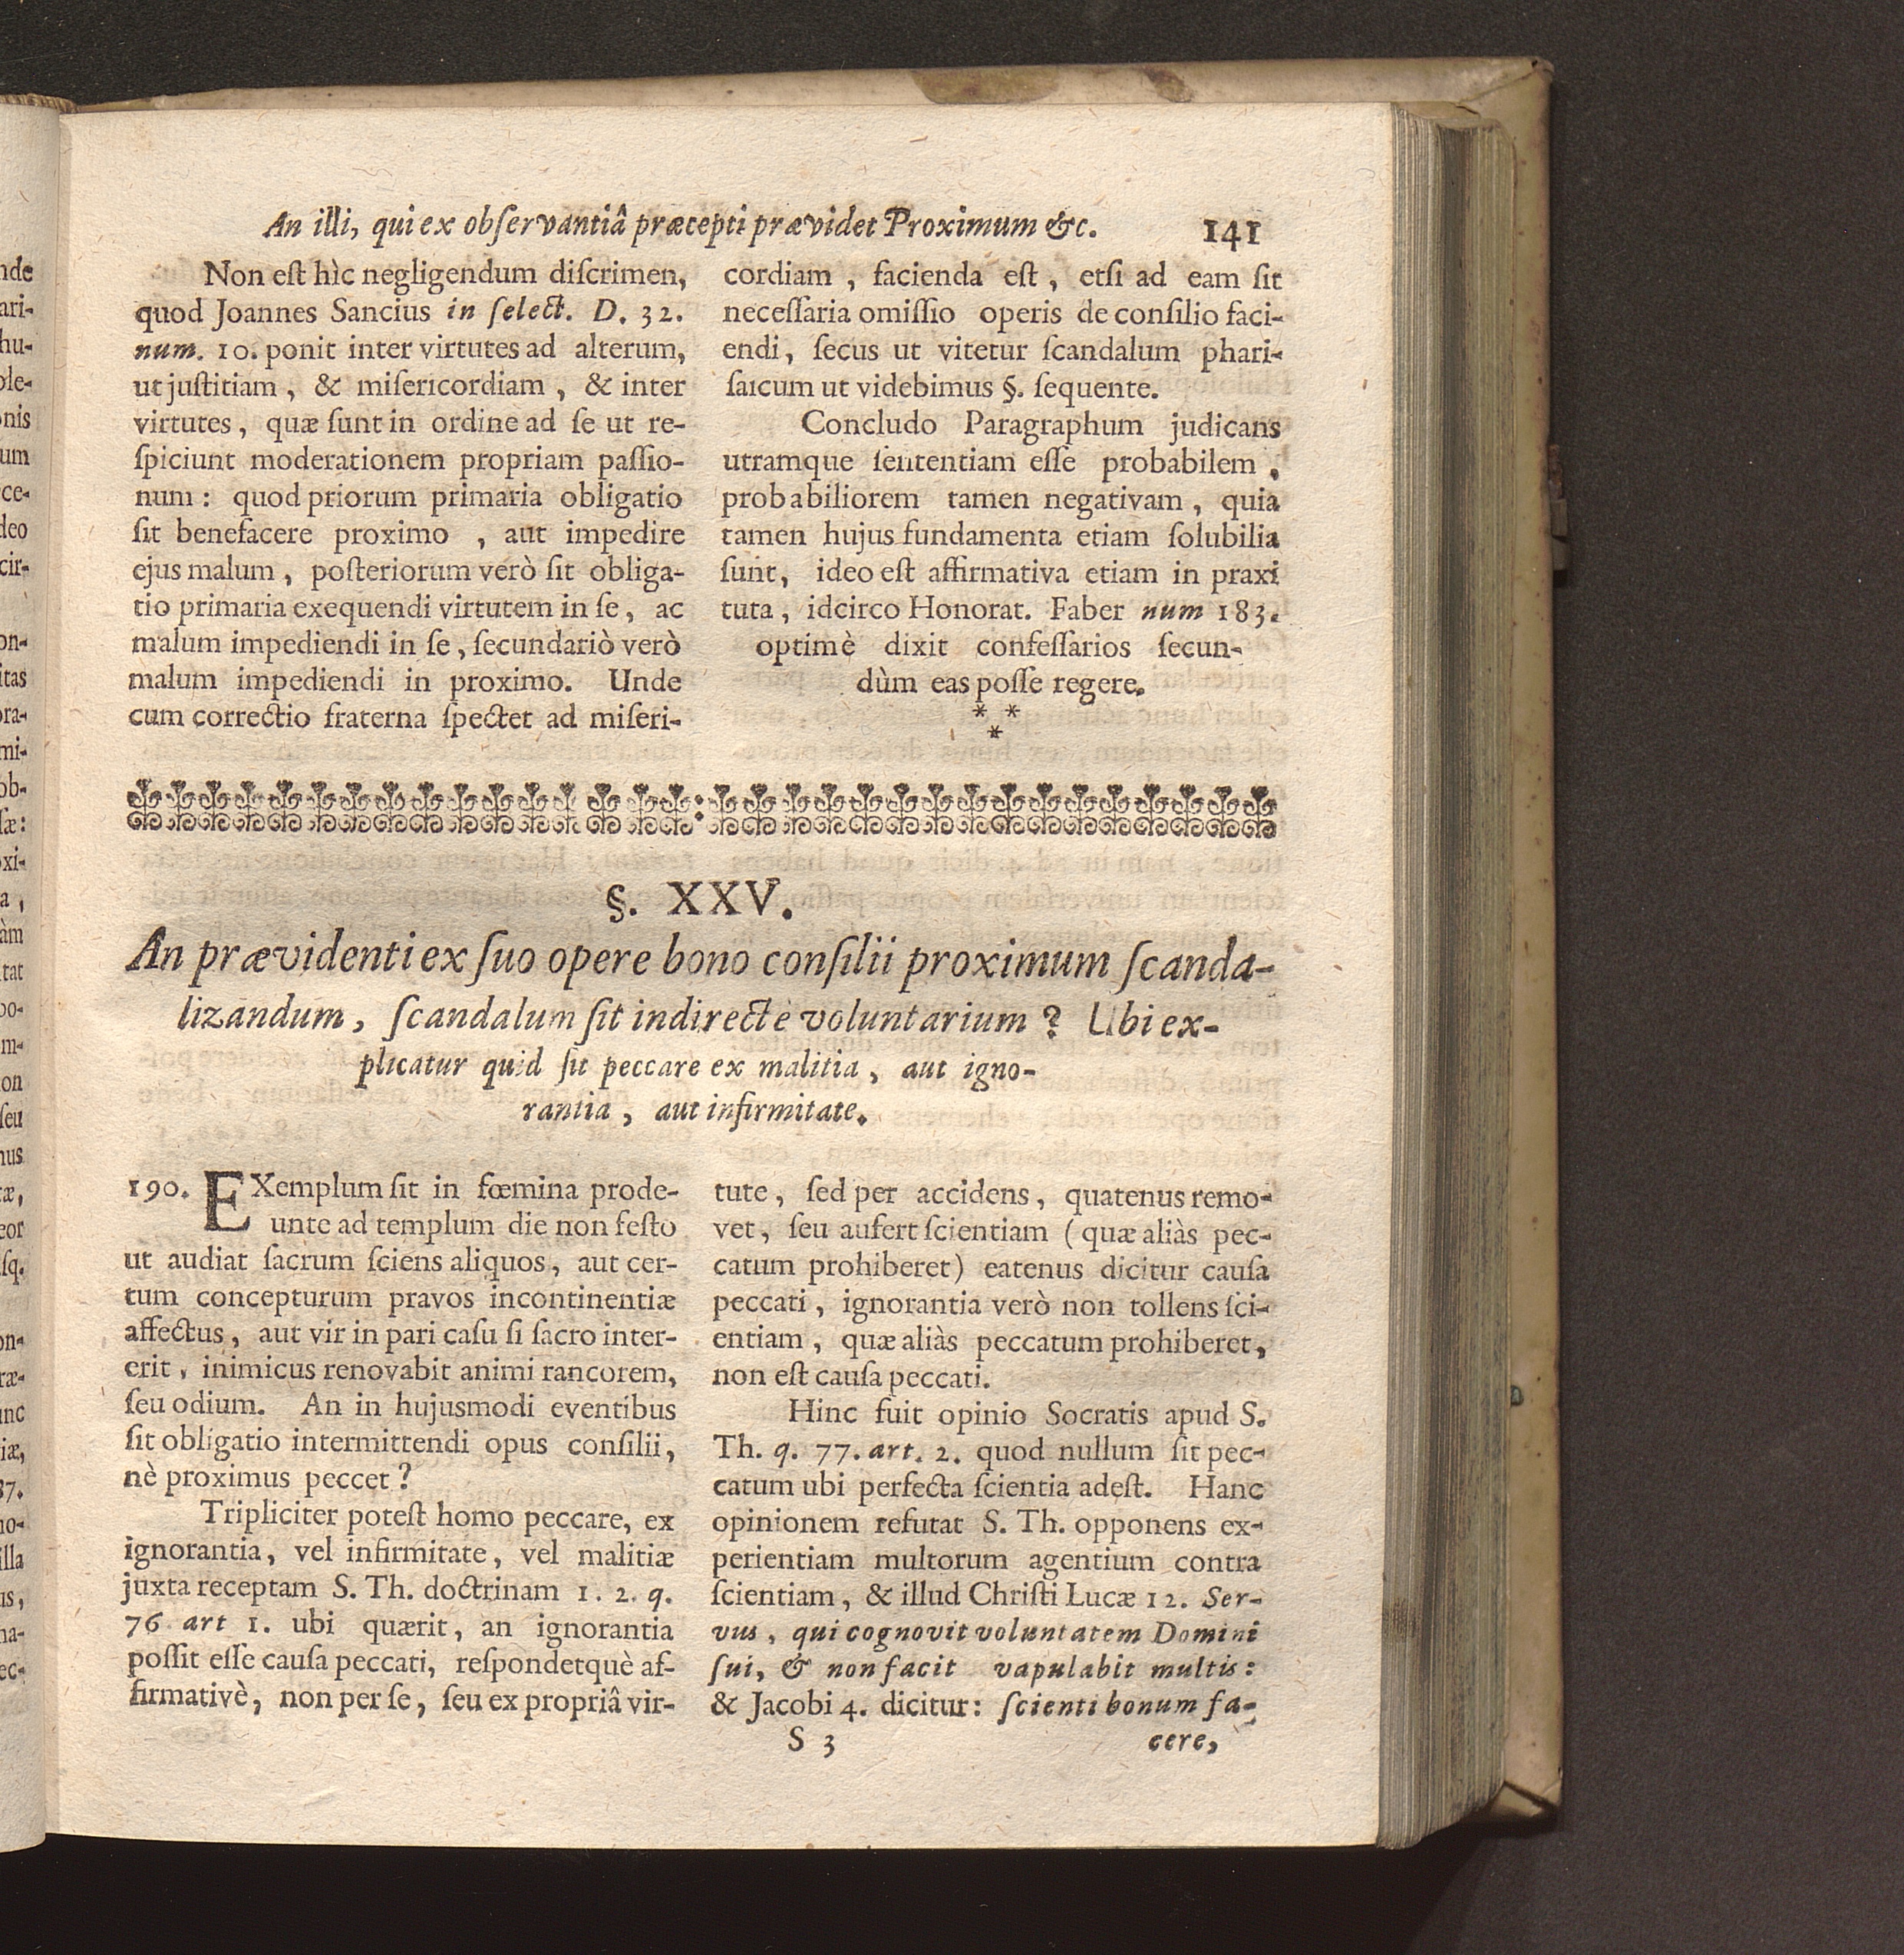 An illi, qui ex obſervantiâ præcepti prævidet Proximum &c. 141
Non eſt hìc negligendum diſcrimen,
quod Joannes Sancius in ſelect. D. 32.
num. 10. ponit inter virtutes ad alterum,
ut juſtitiam, & miſericordiam, & inter
virtutes, quæ ſunt in ordine ad ſe ut re-
ſpiciunt moderationem propriam paſſio-
num: quod priorum primaria obligatio
ſit benefacere proximo, aut impedire
ejus malum, poſteriorum verò ſit obliga-
tio primaria exequendi virtutem in ſe, ac
malum impediendi in ſe, ſecundariò verò
malum impediendi in proximo. Unde
cum correctio fraterna ſpectet ad miſeri-
cordiam, facienda eſt, etſi ad eam ſit
neceſſaria omiſſio operis de conſilio faci-
endi, ſecus ut vitetur ſcandalum phari-
ſaicum ut videbimus §. ſequente.
Concludo Paragraphum judicans
utramque ſententiam eſſe probabilem,
probabiliorem tamen negativam, quia
tamen hujus fundamenta etiam ſolubilia
ſunt, ideo eſt affirmativa etiam in praxi
tuta, idcirco Honorat. Faber num 183.
optimè dixit confeſſarios ſecun-
dùm eas poſſe regere.
* *
*
§. XXV.
An prævidenti ex ſuo opere bono conſilii proximum ſcanda-
lizandum, ſcandalum ſit indirectè voluntarium? Ubi ex-
plicatur quid ſit peccare ex malitia, aut igno-
rantia, aut infirmitate.
190. EXemplum ſit in fœmina prode-
unte ad templum die non feſto
ut audiat ſacrum ſciens aliquos, aut cer-
tum concepturum pravos incontinentiæ
affectus, aut vir in pari caſu ſi ſacro inter-
erit, inimicus renovabit animi rancorem,
ſeu odium. An in hujusmodi eventibus
ſit obligatio intermittendi opus conſilii,
nè proximus peccet?
Tripliciter poteſt homo peccare, ex
ignorantia, vel infirmitate, vel malitiæ
juxta receptam S. Th. doctrinam 1. 2. q.
76 art 1. ubi quærit, an ignorantia
poſſit eſſe cauſa peccati, reſpondetquè af-
firmativè, non per ſe, ſeu ex propriâ vir-
tute, ſed per accidens, quatenus remo-
vet, ſeu aufert ſcientiam (quæ aliàs pec-
catum prohiberet) eatenus dicitur cauſa
peccati, ignorantia verò non tollens ſci-
entiam, quæ aliàs peccatum prohiberet,
non eſt cauſa peccati.
Hinc fuit opinio Socratis apud S.
Th. q. 77. art. 2. quod nullum ſit pec-
catum ubi perfecta ſcientia adeſt. Hanc
opinionem refutat S. Th. opponens ex-
perientiam multorum agentium contra
ſcientiam, & illud Chriſti Lucæ 12. Ser-
vus, qui cognovit voluntatem Domini
ſui, & non facit vapulabit multis:
& Jacobi 4. dicitur: ſcienti bonum fa-
S 3 cere,